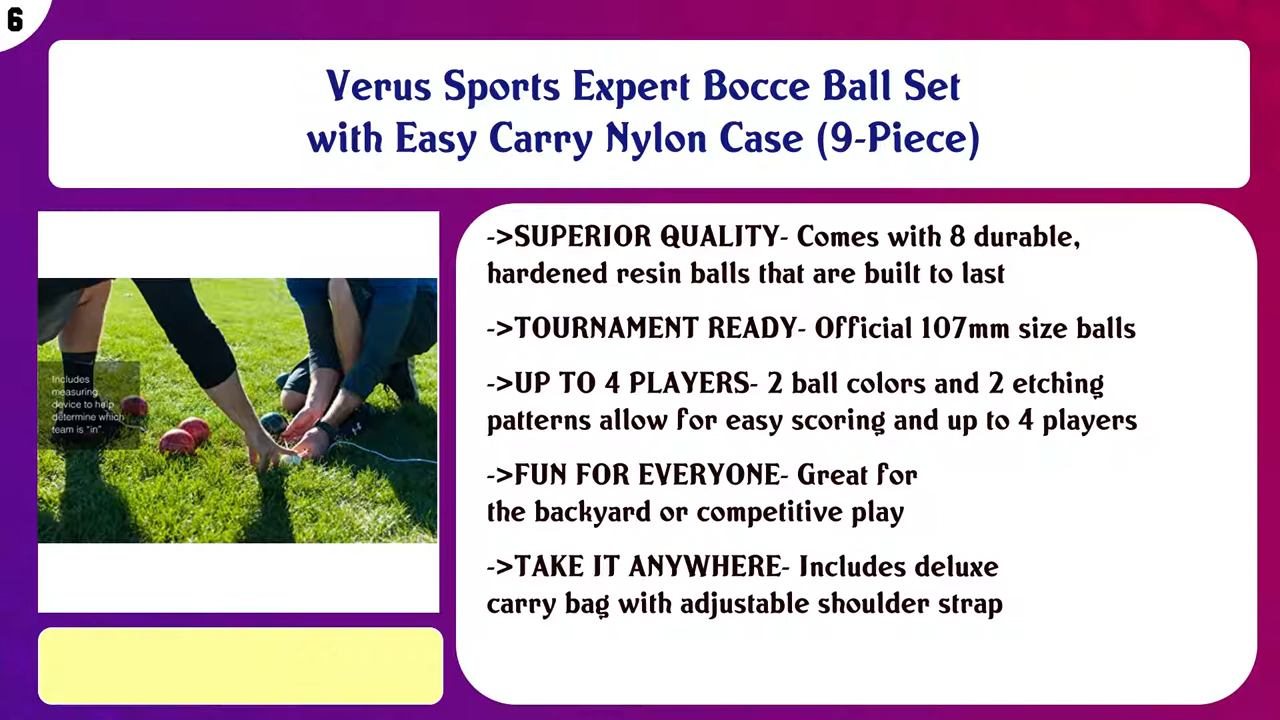 6
Verus Sports Expert Bocce Ball Set
with Easy Carry Nylon Case (9-Piece)
Includes
measuring
device to help
determine which
team is "in".
->SUPERIOR QUALITY- Comes with 8 durable,
hardened resin balls that are built to last
->TOURNAMENT READY- Official 107mm size balls
->UP TO 4 PLAYERS- 2 ball colors and 2 etching
patterns allow for easy scoring and up to 4 players
->FUN FOR EVERYONE- Great for
the backyard or competitive play
->TAKE IT ANYWHERE- Includes deluxe
carry bag with adjustable shoulder strap